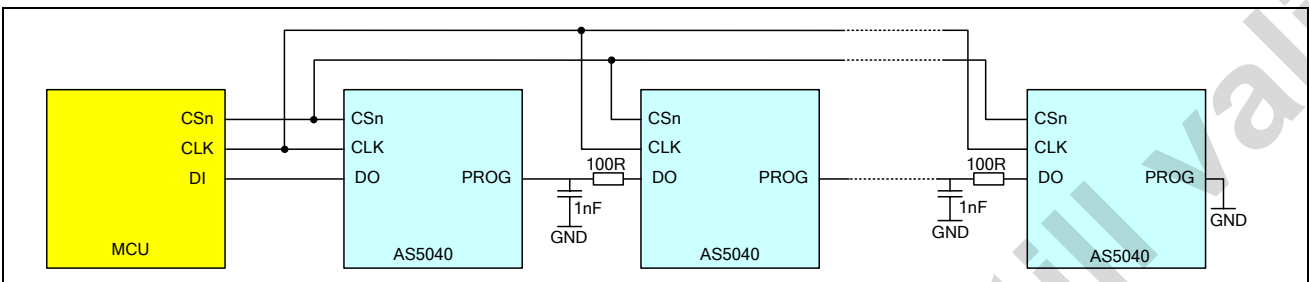 CSn
CLK
DI
MCU
CSn
CLK
DO
PROG
AS5040
1nF
GND
100R
CSn
CLK
DO
PROG
AS5040
1nF
GND
100R
CSn
CLK
DO
PROG
AS5040
GND